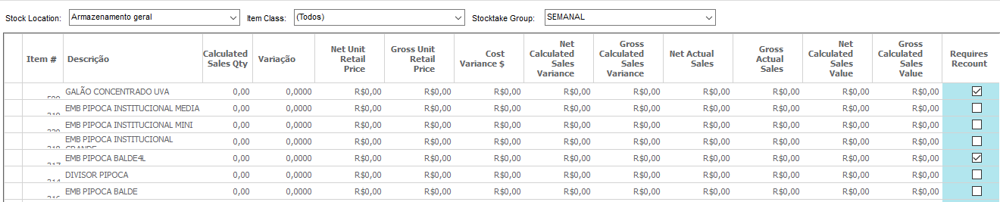 Stock Location: Armazenamento geral Item Class: (Todos) Stocktake Group: SEMANAL
Item # Descrição Calculated Sales Qty Variação Net Unit Retail Price Gross Unit Retail Price Cost Variance $ Net Calculated Sales Variance Gross Calculated Sales Variance Net Actual Sales Gross Actual Sales Net Calculated Sales Value Gross Calculated Sales Value Requires Recount
GALÃO CONCENTRADO UVA 0,00 0,0000 R$0,00 R$0,00 R$0,00 R$0,00 R$0,00 R$0,00 R$0,00 R$0,00 R$0,00
EMB PIPOCA INSTITUCIONAL MEDIA 0,00 0,0000 R$0,00 R$0,00 R$0,00 R$0,00 R$0,00 R$0,00 R$0,00 R$0,00 R$0,00
EMB PIPOCA INSTITUCIONAL MINI 0,00 0,0000 R$0,00 R$0,00 R$0,00 R$0,00 R$0,00 R$0,00 R$0,00 R$0,00 R$0,00
EMB PIPOCA INSTITUCIONAL 0,00 0,0000 R$0,00 R$0,00 R$0,00 R$0,00 R$0,00 R$0,00 R$0,00 R$0,00 R$0,00
EMB PIPOCA BALDE4L 0,00 0,0000 R$0,00 R$0,00 R$0,00 R$0,00 R$0,00 R$0,00 R$0,00 R$0,00 R$0,00
DIVISOR PIPOCA 0,00 0,0000 R$0,00 R$0,00 R$0,00 R$0,00 R$0,00 R$0,00 R$0,00 R$0,00 R$0,00
EMB PIPOCA BALDE 0,00 0,0000 R$0,00 R$0,00 R$0,00 R$0,00 R$0,00 R$0,00 R$0,00 R$0,00 R$0,00